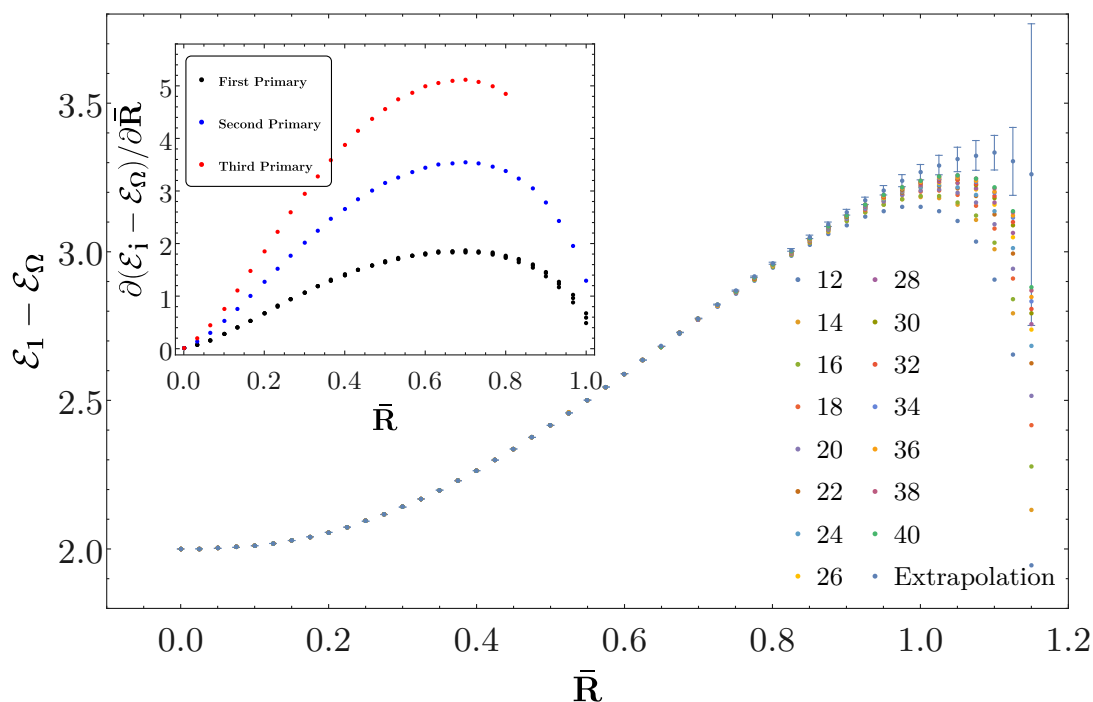 ℰ₁ − ℰ_Ω
3.5
3.0
2.5
2.0
0.0 0.2 0.4 0.6 0.8 1.0 1.2
R̄
∂(ℰᵢ − ℰ_Ω)/∂R̄
5
4
3
2
1
0
0.0 0.2 0.4 0.6 0.8 1.0
R̄
First Primary
Second Primary
Third Primary
12 28
14 30
16 32
18 34
20 36
22 38
24 40
26 Extrapolation